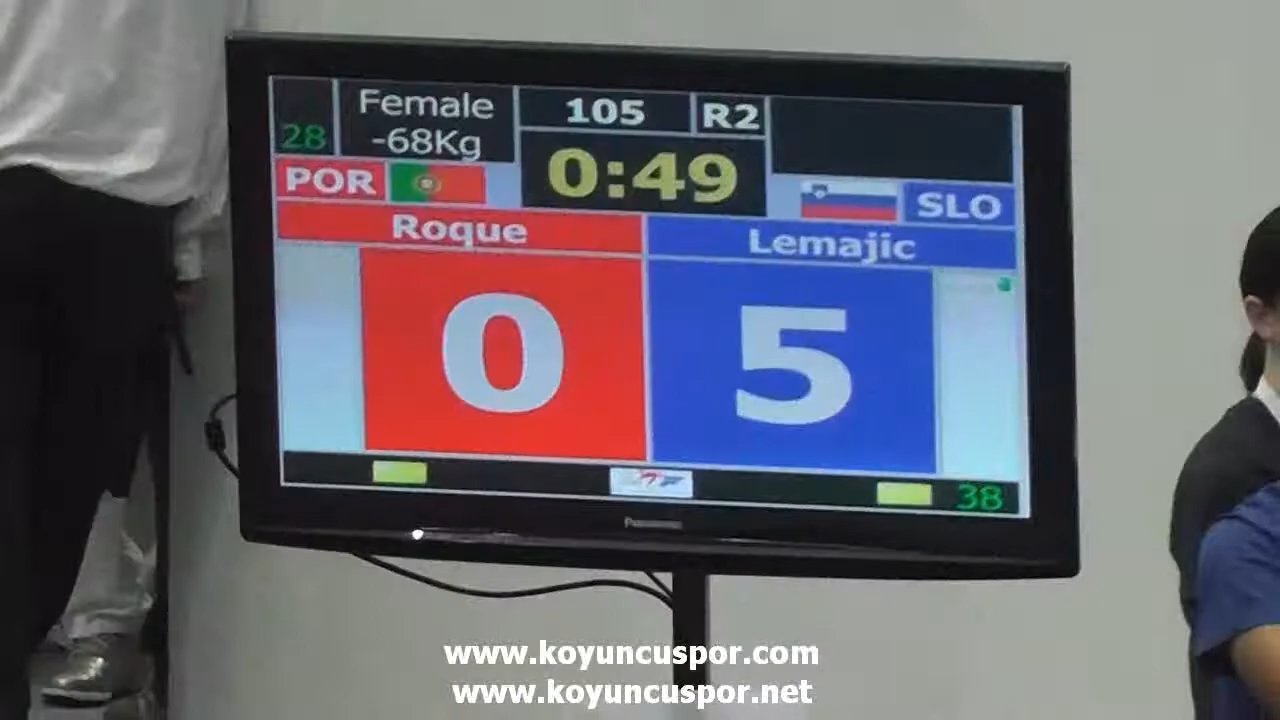 28
Female
-68Kg
105
R2
0:49
POR
SLO
Roque
Lemajic
0
5
38
Panasonic
www.koyuncuspor.com
www.koyuncuspor.net